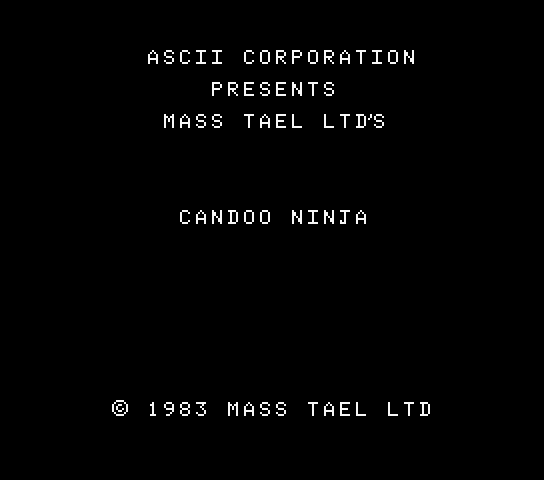 ASCII CORPORATION
PRESENTS
MASS TAEL LTD'S
CANDOO NINJA
© 1983 MASS TAEL LTD